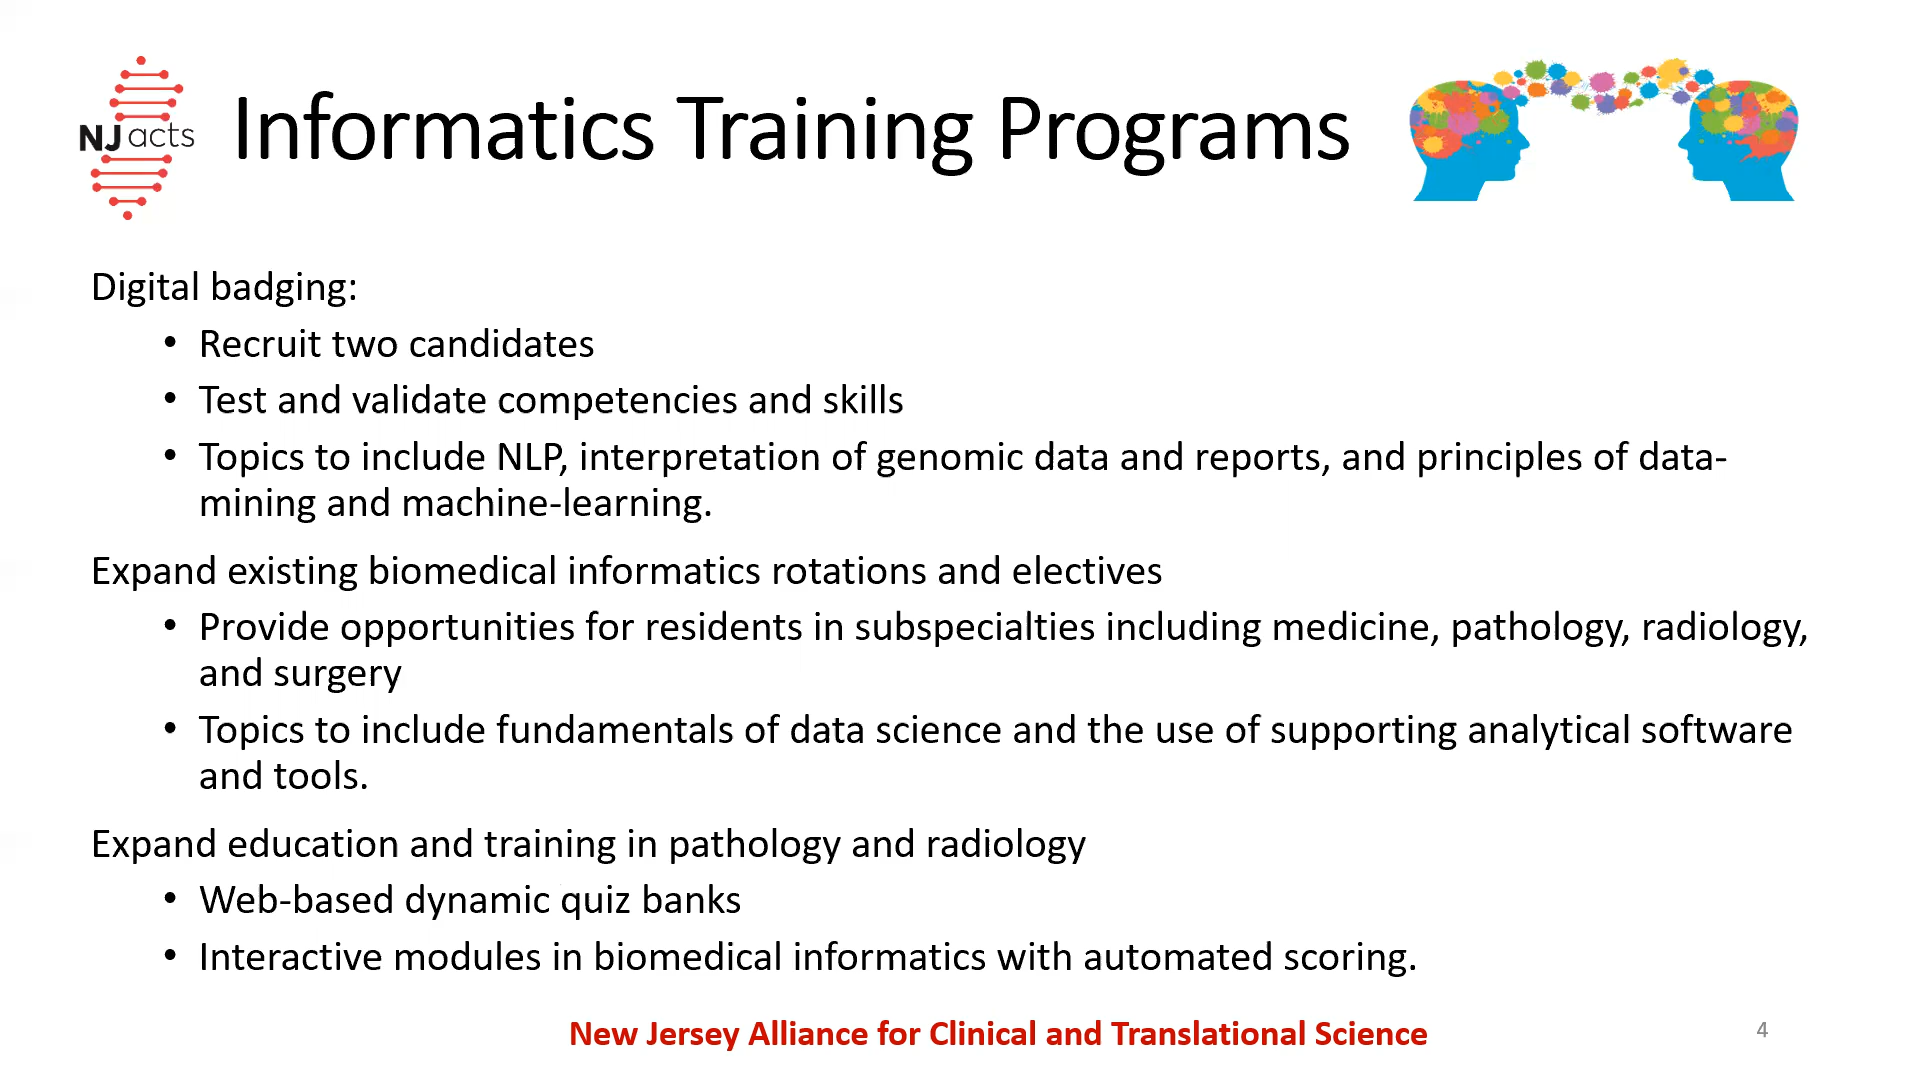 NJ acts
Informatics Training Programs
Digital badging:
• Recruit two candidates
• Test and validate competencies and skills
• Topics to include NLP, interpretation of genomic data and reports, and principles of data-
mining and machine-learning.
Expand existing biomedical informatics rotations and electives
• Provide opportunities for residents in subspecialties including medicine, pathology, radiology,
and surgery
• Topics to include fundamentals of data science and the use of supporting analytical software
and tools.
Expand education and training in pathology and radiology
• Web-based dynamic quiz banks
• Interactive modules in biomedical informatics with automated scoring.
New Jersey Alliance for Clinical and Translational Science
4